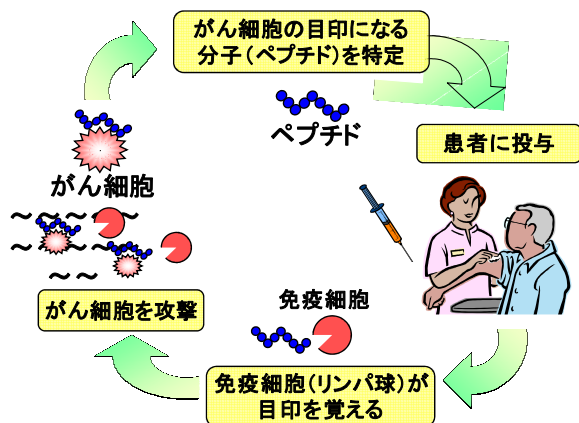 がん細胞の目印になる
分子(ペプチド)を特定
ペプチド
患者に投与
がん細胞
がん細胞を攻撃
免疫細胞
免疫細胞(リンパ球)が
目印を覚える